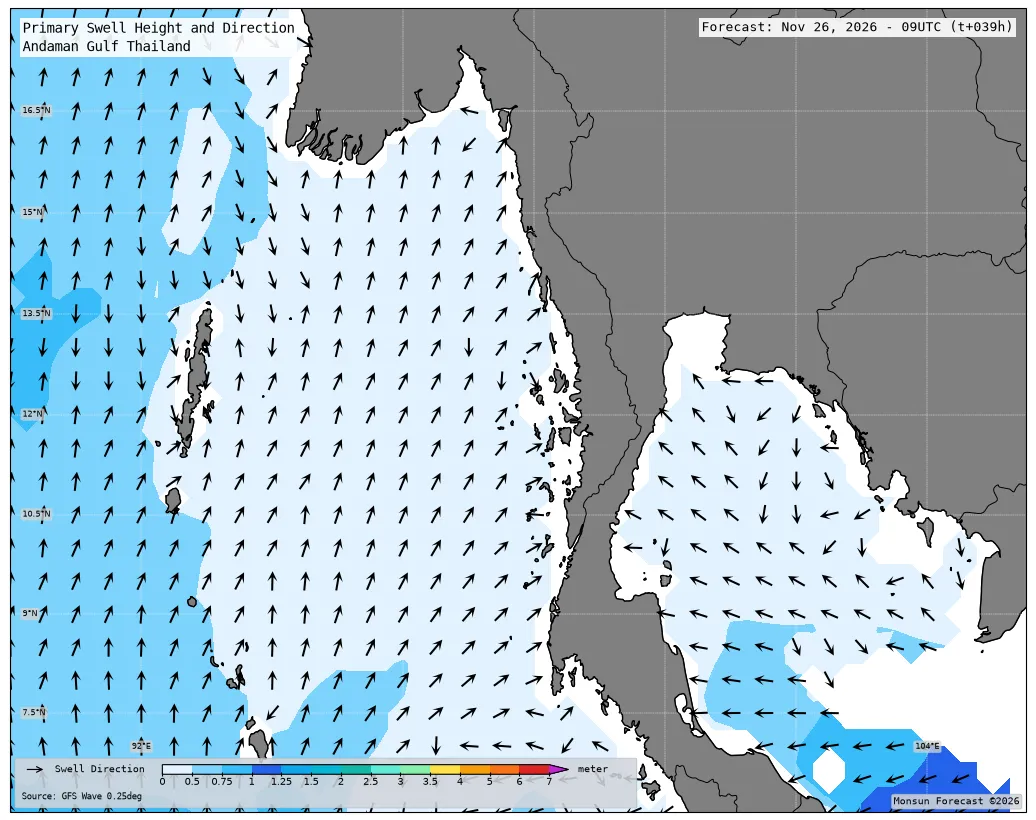 Primary Swell Height and Direction
Andaman Gulf Thailand
Forecast: Nov 26, 2026 - 09UTC (t+039h)
16.5°N
15°N
13.5°N
12°N
10.5°N
9°N
7.5°N
92°E
104°E
Swell Direction
0 0.5 0.75 1 1.25 1.5 2 2.5 3 3.5 4 5 6 7
meter
Source: GFS Wave 0.25deg
Monsun Forecast ©2026